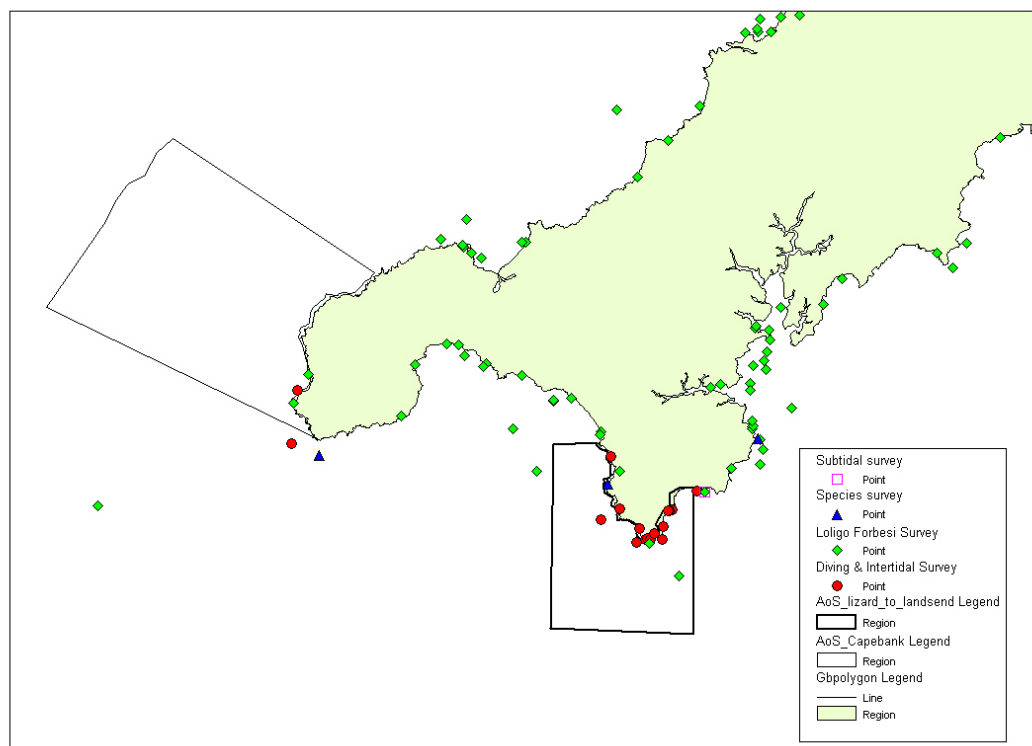 Subtidal survey
Point
Species survey
Point
Loligo Forbesi Survey
Point
Diving & Intertidal Survey
Point
AoS_lizard_to_landsend Legend
Region
AoS_Capebank Legend
Region
Gbpolygon Legend
Line
Region